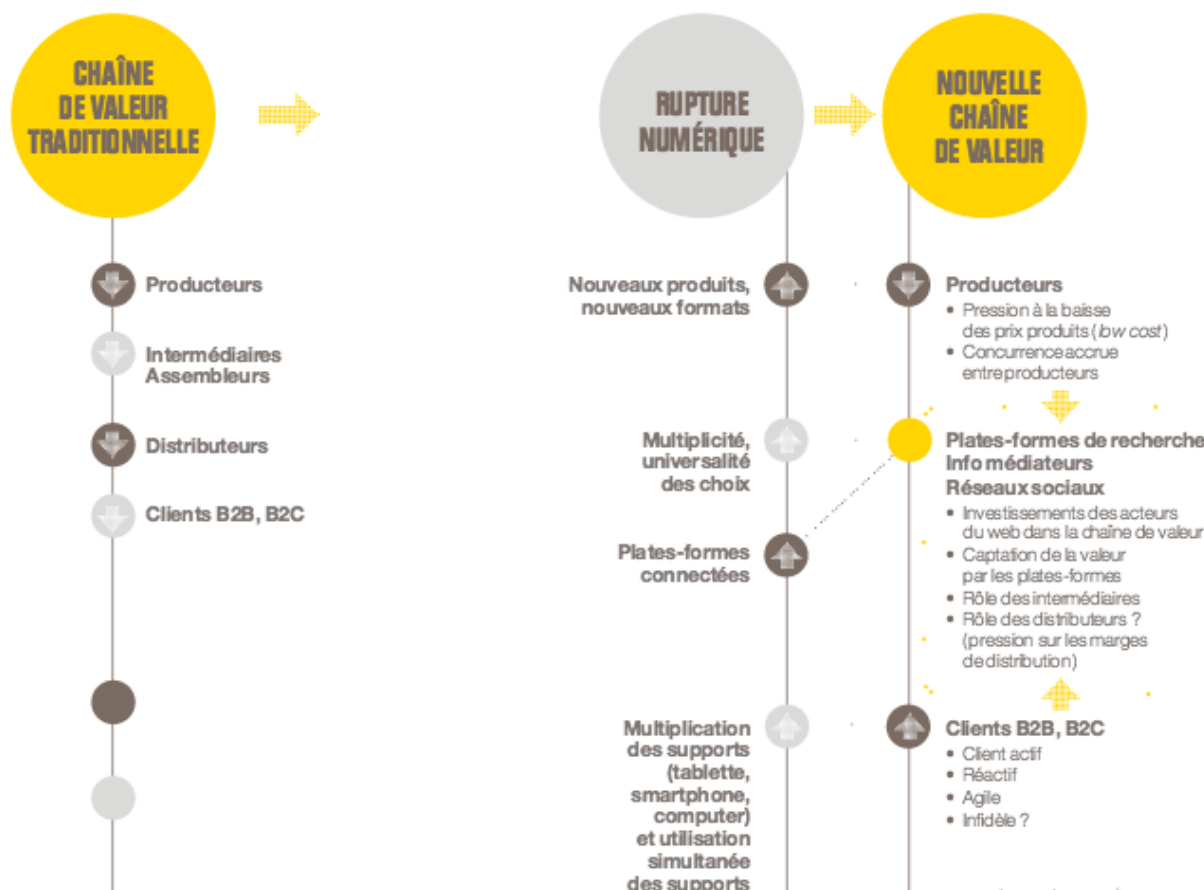 CHAÎNE
DE VALEUR
TRADITIONNELLE
Producteurs
Intermédiaires
Assembleurs
Distributeurs
Clients B2B, B2C
RUPTURE
NUMÉRIQUE
Nouveaux produits,
nouveaux formats
Multiplicité,
universalité
des choix
Plates-formes
connectées
Multiplication
des supports
(tablette,
smartphone,
computer)
et utilisation
simultanée
des supports
NOUVELLE
CHAÎNE
DE VALEUR
Producteurs
• Pression à la baisse
des prix produits (low cost)
• Concurrence accrue
entre producteurs
Plates-formes de recherche
Info médiateurs
Réseaux sociaux
• Investissements des acteurs
du web dans la chaîne de valeur
• Captation de la valeur
par les plates-formes
• Rôle des intermédiaires
• Rôle des distributeurs ?
(pression sur les marges
de distribution)
Clients B2B, B2C
• Client actif
• Réactif
• Agile
• Infidèle ?